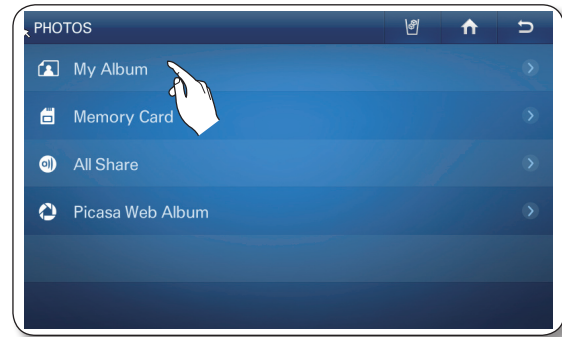 PHOTOS
My Album
Memory Card
All Share
Picasa Web Album